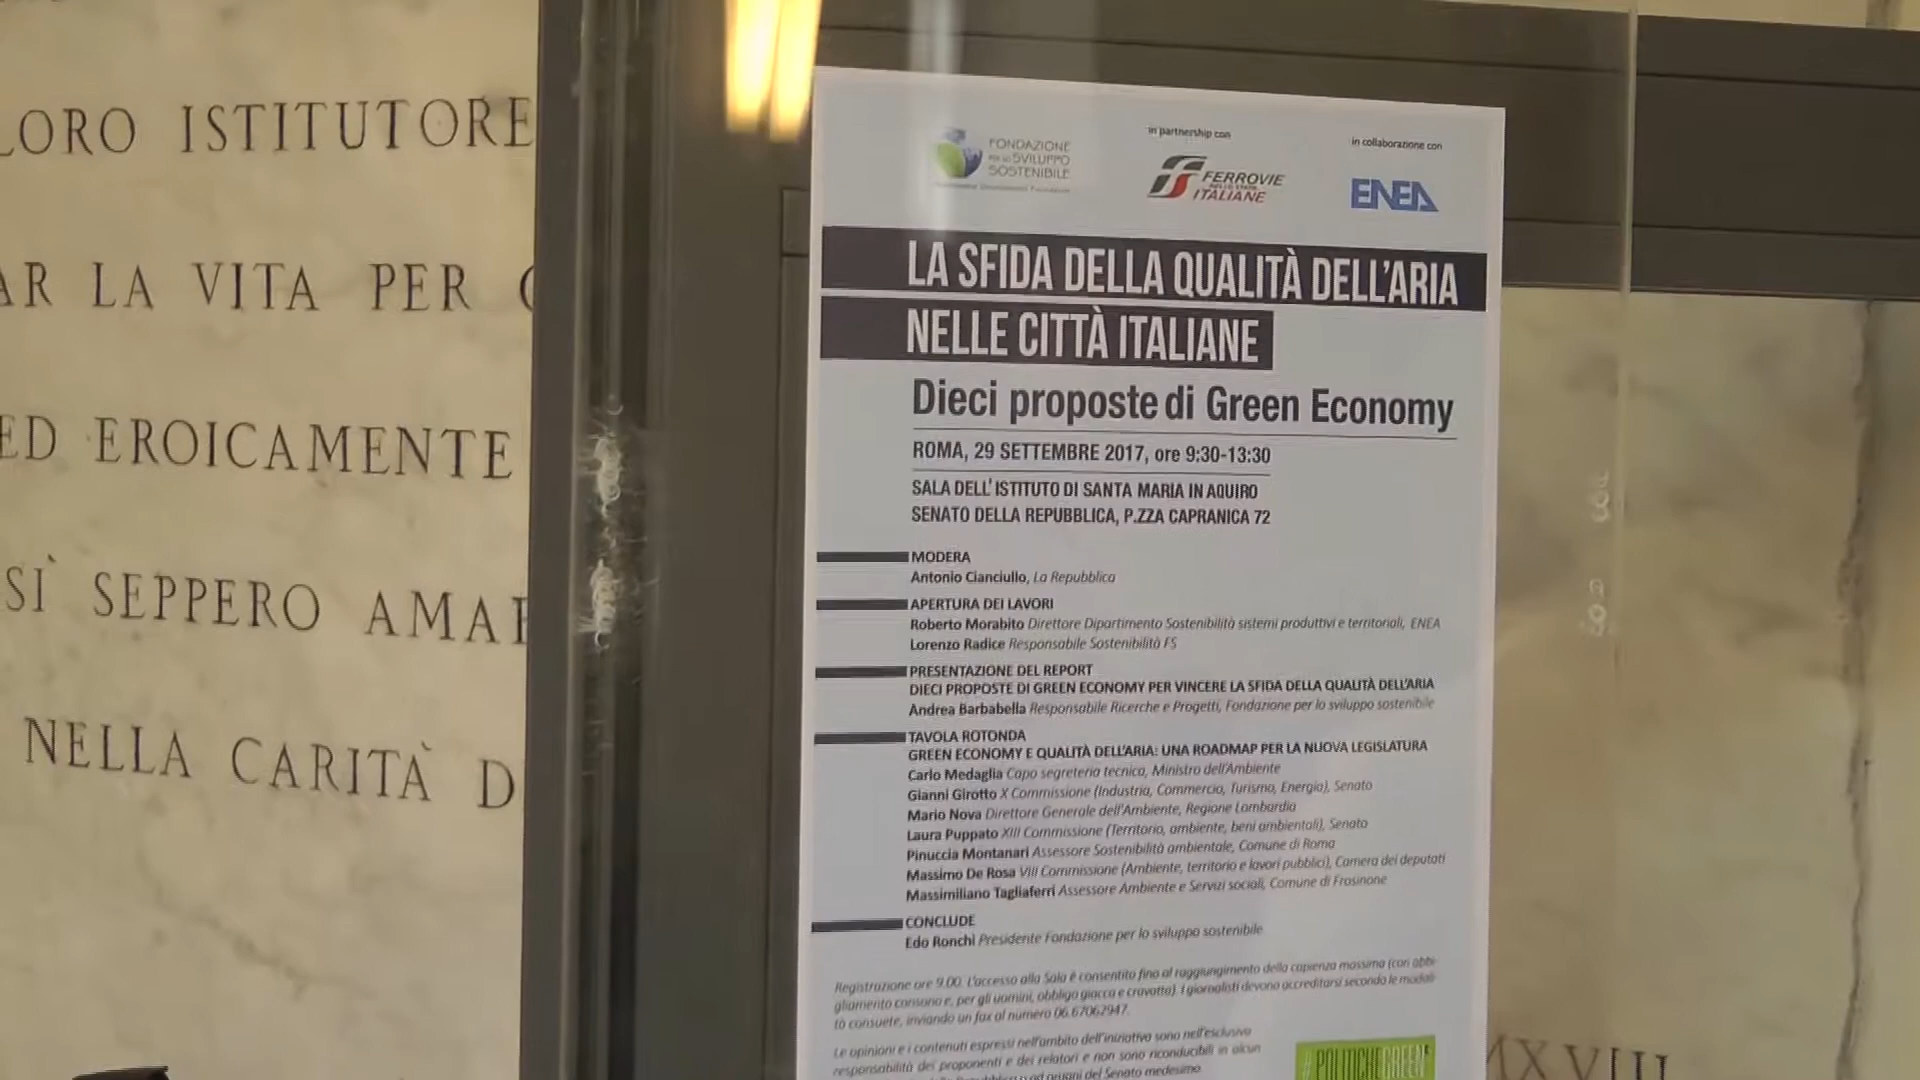 LORO ISTITUTORE
AR LA VITA PER
ED EROICAMENTE
SÌ SEPPERO AMAR
NELLA CARITÀ D
FONDAZIONE
PER LO SVILUPPO
SOSTENIBILE
Sustainable Development Foundation
in partnership con
FERROVIE
DELLO STATO
ITALIANE
in collaborazione con
ENEA
LA SFIDA DELLA QUALITÀ DELL'ARIA
NELLE CITTÀ ITALIANE
Dieci proposte di Green Economy
ROMA, 29 SETTEMBRE 2017, ore 9:30-13:30
SALA DELL'ISTITUTO DI SANTA MARIA IN AQUIRO
SENATO DELLA REPUBBLICA, P.ZZA CAPRANICA 72
MODERA
Antonio Cianciullo, La Repubblica
APERTURA DEI LAVORI
Roberto Morabito Direttore Dipartimento Sostenibilità sistemi produttivi e territoriali, ENEA
Lorenzo Radice Responsabile Sostenibilità FS
PRESENTAZIONE DEL REPORT
DIECI PROPOSTE DI GREEN ECONOMY PER VINCERE LA SFIDA DELLA QUALITÀ DELL'ARIA
Andrea Barbabella Responsabile Ricerche e Progetti, Fondazione per lo sviluppo sostenibile
TAVOLA ROTONDA
GREEN ECONOMY E QUALITÀ DELL'ARIA: UNA ROADMAP PER LA NUOVA LEGISLATURA
Carlo Medaglia Capo segreteria tecnica, Ministro dell'Ambiente
Gianni Girotto X Commissione (Industria, Commercio, Turismo, Energia), Senato
Mario Nova Direttore Generale dell'Ambiente, Regione Lombardia
Laura Puppato XIII Commissione (Territorio, ambiente, beni ambientali), Senato
Pinuccia Montanari Assessore Sostenibilità ambientale, Comune di Roma
Massimo De Rosa VIII Commissione (Ambiente, territorio e lavori pubblici), Camera dei deputati
Massimiliano Tagliaferri Assessore Ambiente e Servizi sociali, Comune di Frosinone
CONCLUDE
Edo Ronchi Presidente Fondazione per lo sviluppo sostenibile
Registrazione ore 9.00. L'accesso alla Sala è consentito fino al raggiungimento della capienza massima (con abbi-
gliamento consono e, per gli uomini, obbligo giacca e cravatta). I giornalisti devono accreditarsi secondo le modali-
tà consuete, inviando un fax al numero 06.67062947.
Le opinioni e i contenuti espressi nell'ambito dell'iniziativa sono nell'esclusiva
responsabilità dei proponenti e dei relatori e non sono riconducibili in alcun
organi del Senato medesimo.
#POLITICHEGREEN
MXVIII